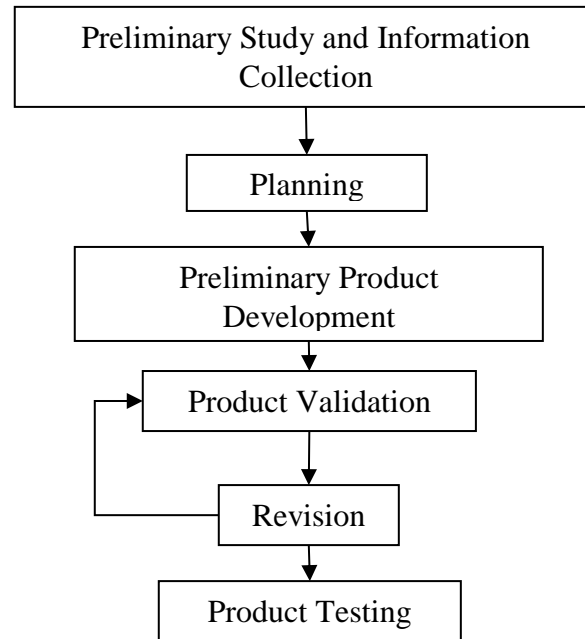 Preliminary Study and Information
Collection
Planning
Preliminary Product
Development
Product Validation
Revision
Product Testing